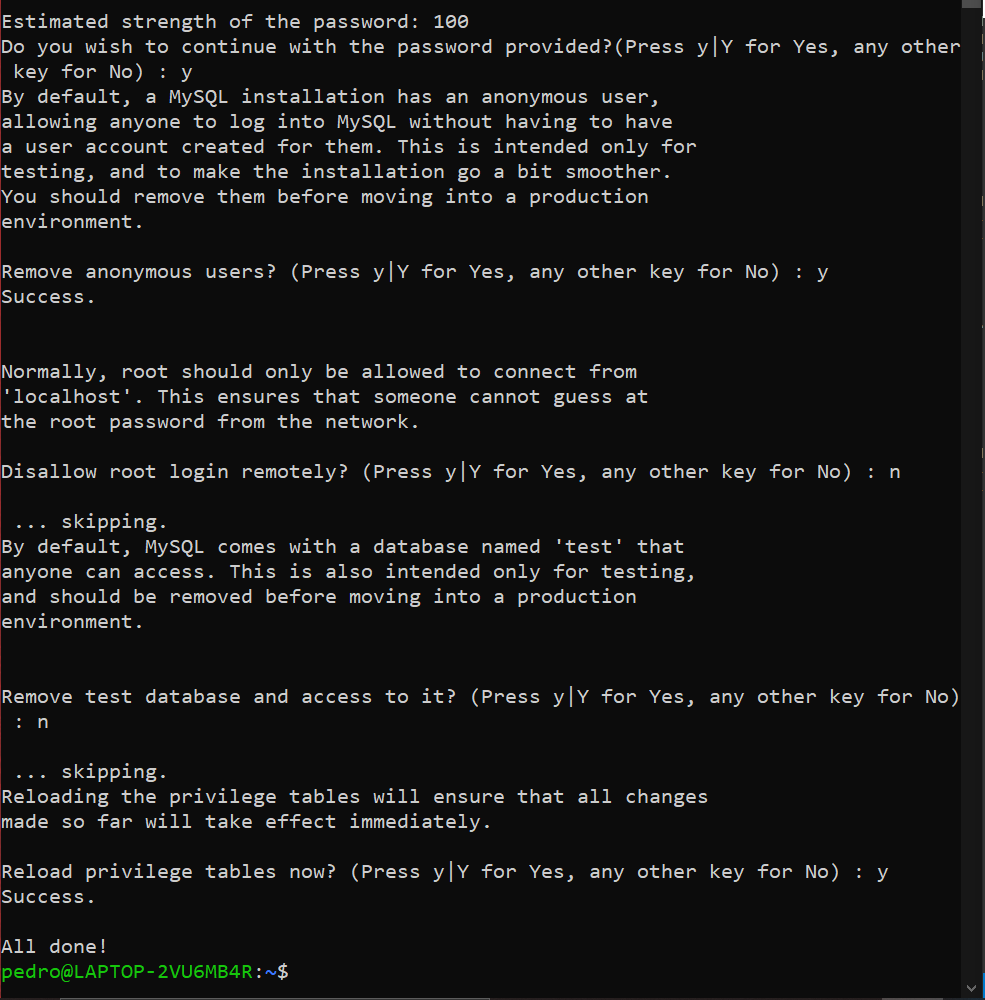 Estimated strength of the password: 100
Do you wish to continue with the password provided?(Press y|Y for Yes, any other
 key for No) : y
By default, a MySQL installation has an anonymous user,
allowing anyone to log into MySQL without having to have
a user account created for them. This is intended only for
testing, and to make the installation go a bit smoother.
You should remove them before moving into a production
environment.

Remove anonymous users? (Press y|Y for Yes, any other key for No) : y
Success.


Normally, root should only be allowed to connect from
'localhost'. This ensures that someone cannot guess at
the root password from the network.

Disallow root login remotely? (Press y|Y for Yes, any other key for No) : n

 ... skipping.
By default, MySQL comes with a database named 'test' that
anyone can access. This is also intended only for testing,
and should be removed before moving into a production
environment.


Remove test database and access to it? (Press y|Y for Yes, any other key for No)
 : n

 ... skipping.
Reloading the privilege tables will ensure that all changes
made so far will take effect immediately.

Reload privilege tables now? (Press y|Y for Yes, any other key for No) : y
Success.

All done!
pedro@LAPTOP-2VU6MB4R:~$